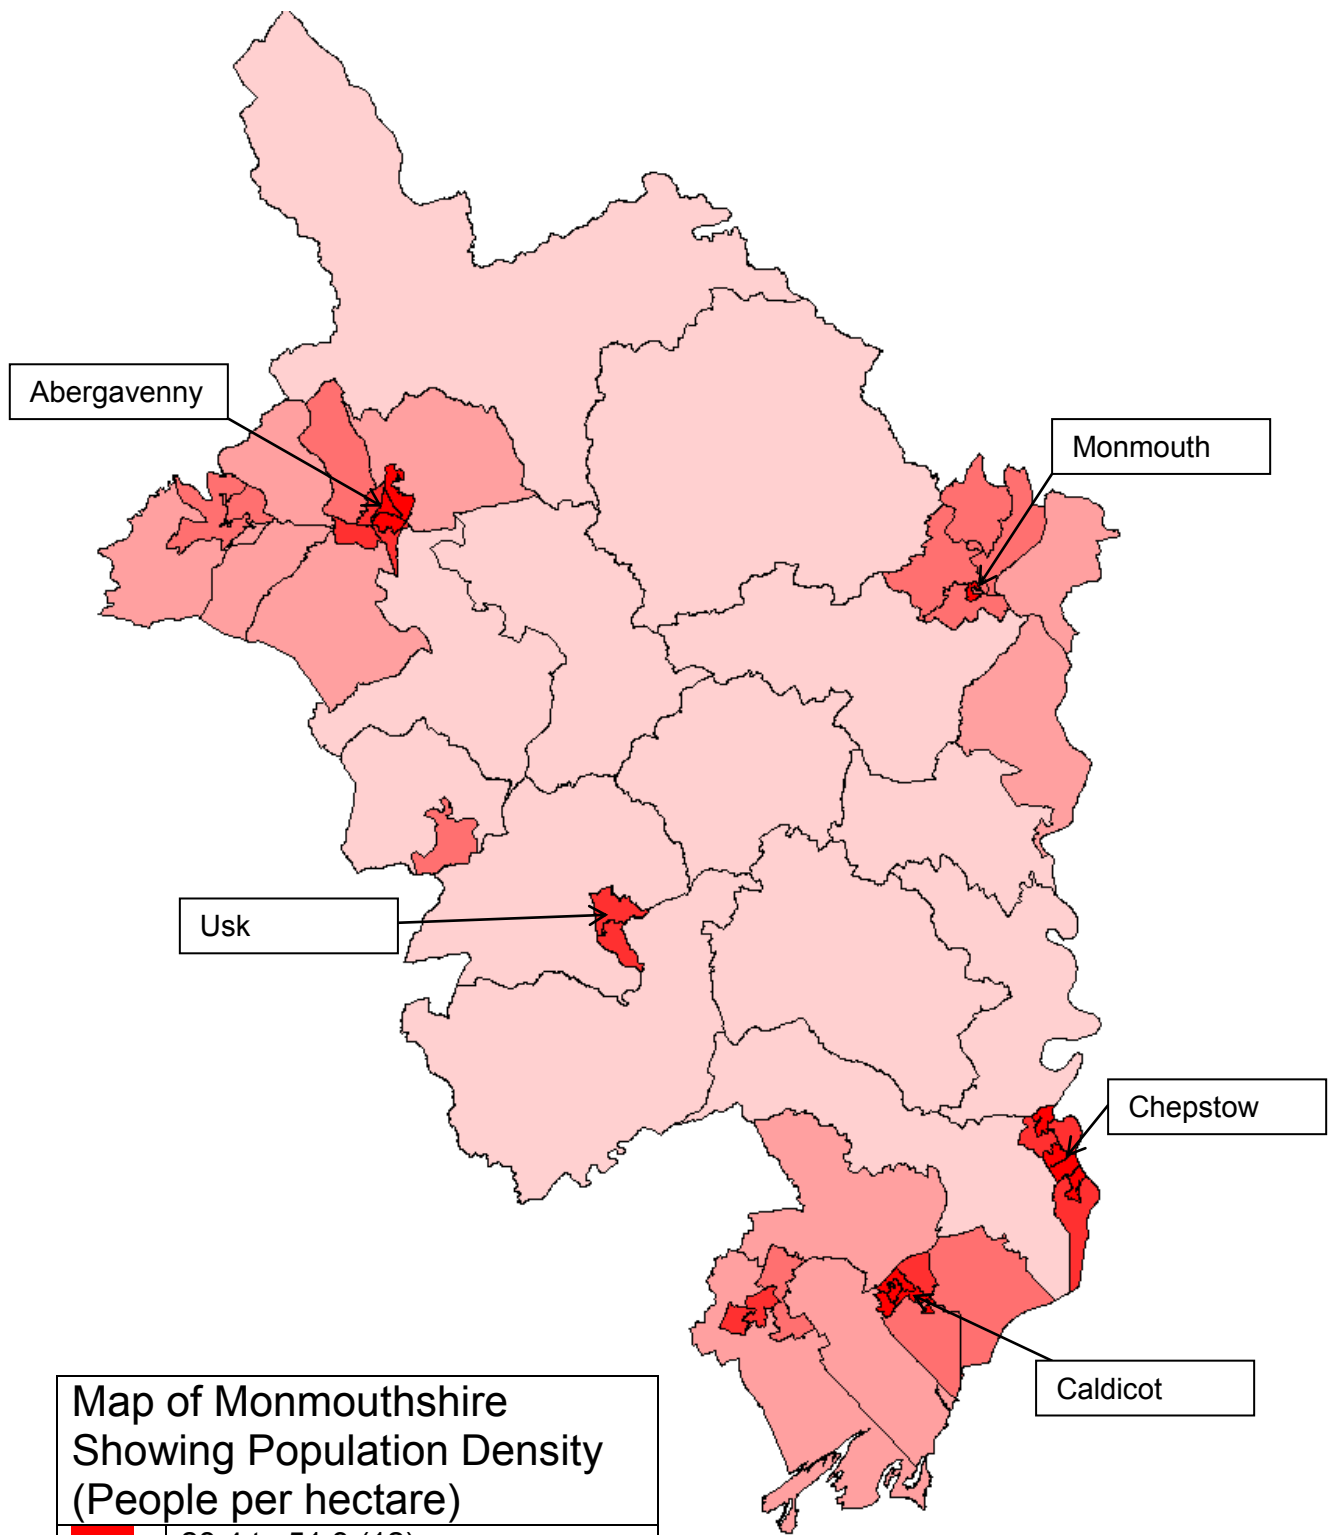 Abergavenny
Monmouth
Usk
Chepstow
Caldicot
Map of Monmouthshire
Showing Population Density
(People per hectare)